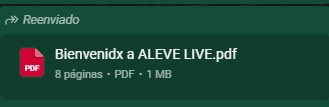 Reenviado
Bienvenidx a ALEVE LIVE.pdf
PDF
8 páginas • PDF • 1 MB